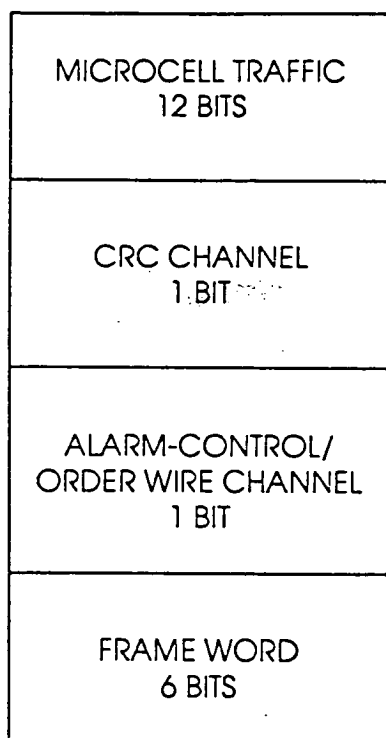 MICROCELL TRAFFIC
12 BITS
CRC CHANNEL
1 BIT
ALARM-CONTROL/
ORDER WIRE CHANNEL
1 BIT
FRAME WORD
6 BITS